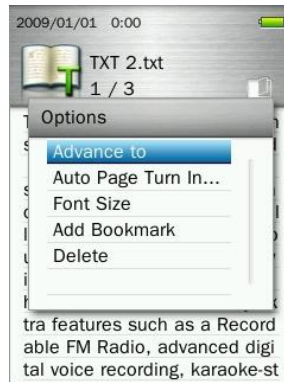 2009/01/01 0:00
TXT 2.txt
1 / 3
Options
Advance to
Auto Page Turn In...
Font Size
Add Bookmark
Delete
tra features such as a Record
able FM Radio, advanced digi
tal voice recording, karaoke-st